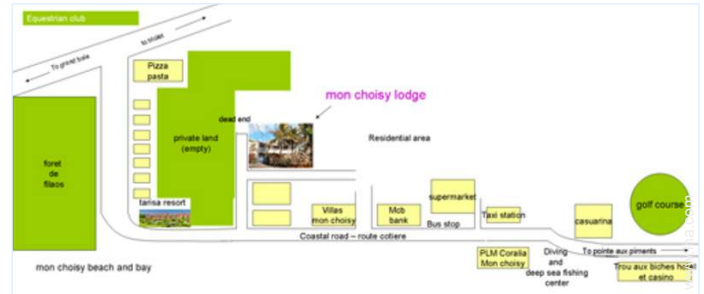 Equestrian club
to triolet
To grand baie
Pizza
pasta
mon choisy lodge
dead end
private land
(empty)
Residential area
foret
de
filaos
tarisa resort
supermarket
golf course
Villas
mon choisy
Mcb
bank
Bus stop
Taxi station
casuarina
Coastal road – route cotiere
PLM Coralia
Mon choisy
Diving
and
deep sea fishing
center
To pointe aux piments
Trou aux biches hotel
et casino
mon choisy beach and bay